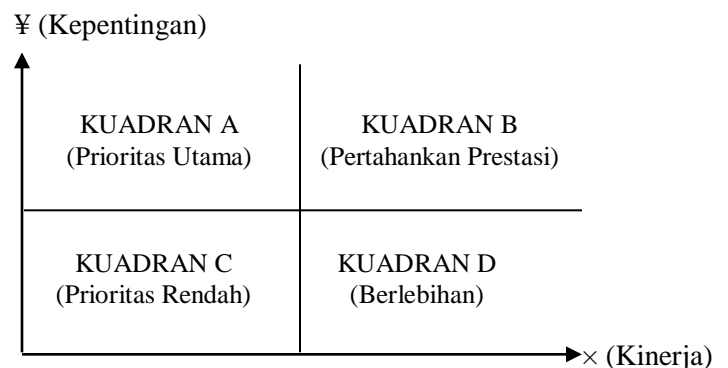 ¥ (Kepentingan)
KUADRAN A
(Prioritas Utama)
KUADRAN B
(Pertahankan Prestasi)
KUADRAN C
(Prioritas Rendah)
KUADRAN D
(Berlebihan)
× (Kinerja)